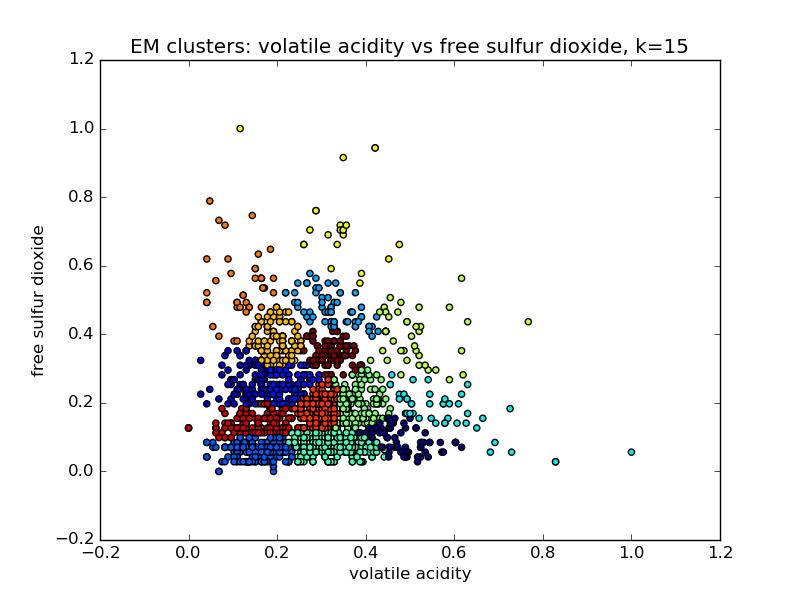 EM clusters: volatile acidity vs free sulfur dioxide, k=15
1.2
1.0
0.8
0.6
0.4
0.2
0.0
−0.2
free sulfur dioxide
−0.2 0.0 0.2 0.4 0.6 0.8 1.0 1.2
volatile acidity